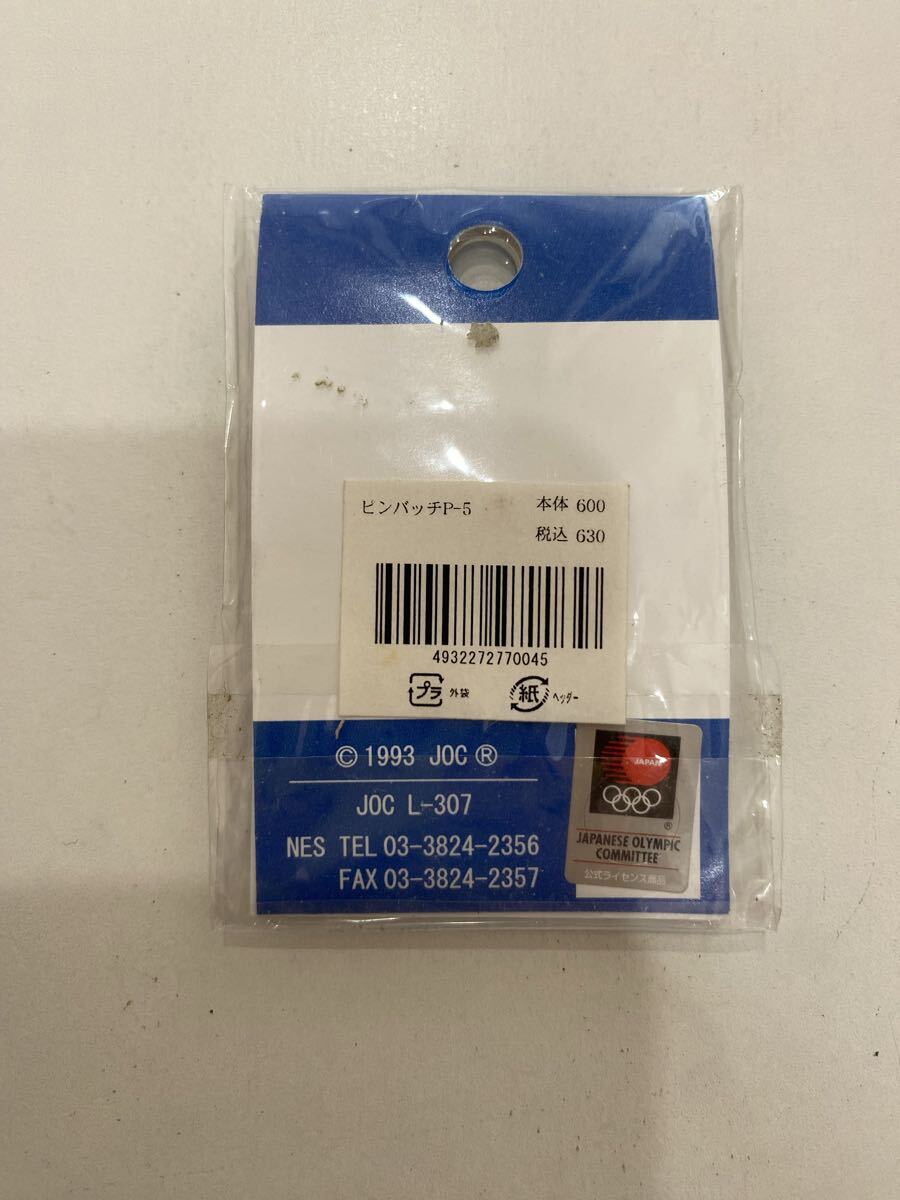 ピンバッチP-5 本体 600
税込 630
4932272770045
プラ 外袋 紙 ヘッダー
© 1993 JOC ®
JOC L-307
NES TEL 03-3824-2356
FAX 03-3824-2357
JAPAN
®
JAPANESE OLYMPIC
COMMITTEE
公式ライセンス商品